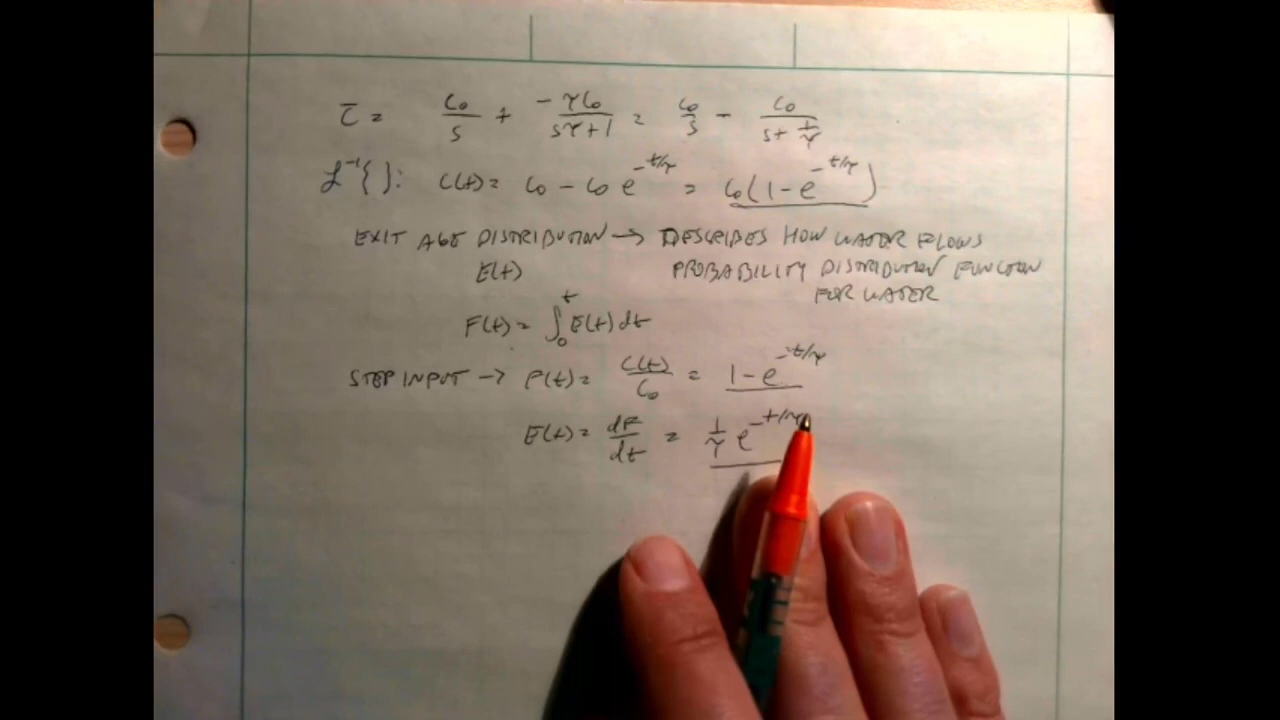 c̄ = C₀/s + -τC₀/(sτ+1) = C₀/s - C₀/(s + 1/τ)
ℒ⁻¹{ }: C(t) = C₀ - C₀ e^(-t/τ) = C₀(1 - e^(-t/τ))
EXIT AGE DISTRIBUTION → DESCRIBES HOW WATER FLOWS
E(t) PROBABILITY DISTRIBUTION FUNCTION
FOR WATER
F(t) = ∫₀ᵗ E(t) dt
STEP INPUT → F(t) = C(t)/C₀ = 1 - e^(-t/τ)
E(t) = dF/dt = 1/τ e^(-t/τ)